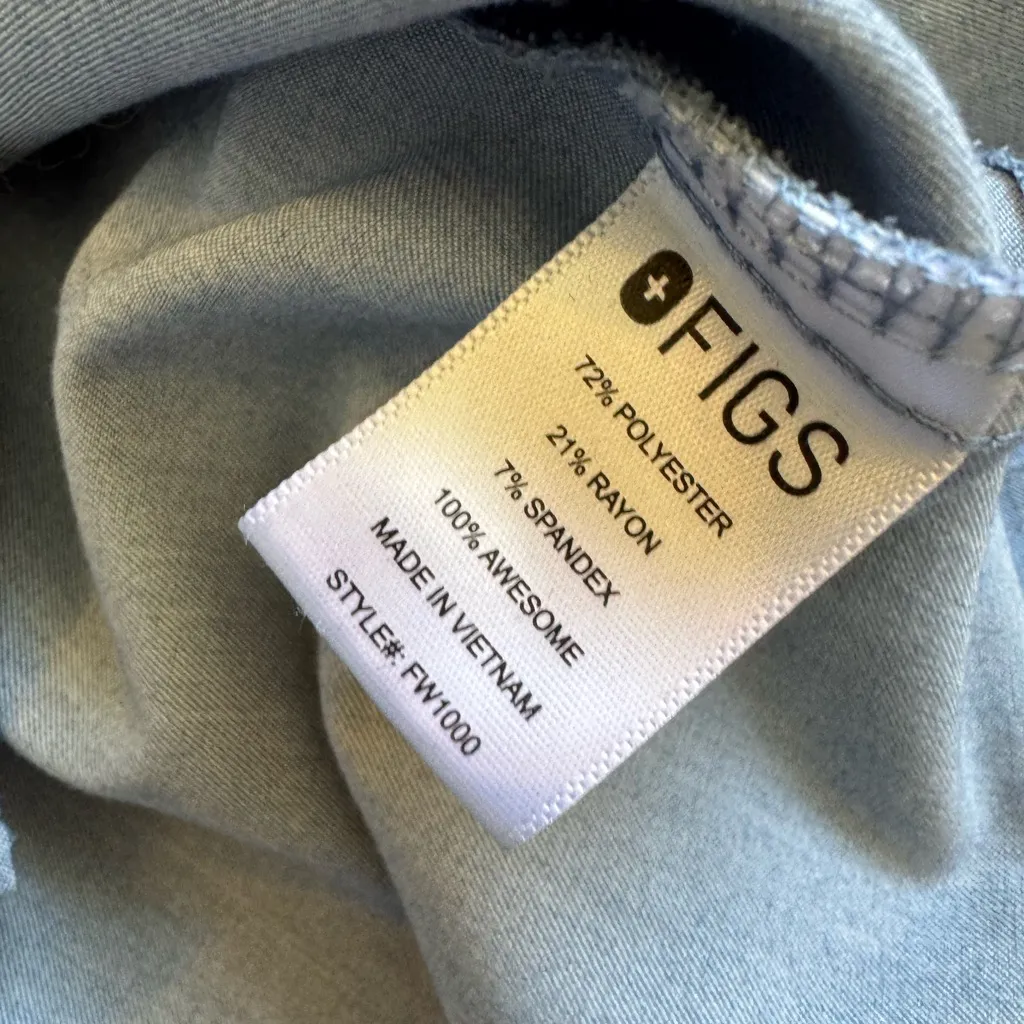 FIGS
72% POLYESTER
21% RAYON
7% SPANDEX
100% AWESOME
MADE IN VIETNAM
STYLE#: FW1000